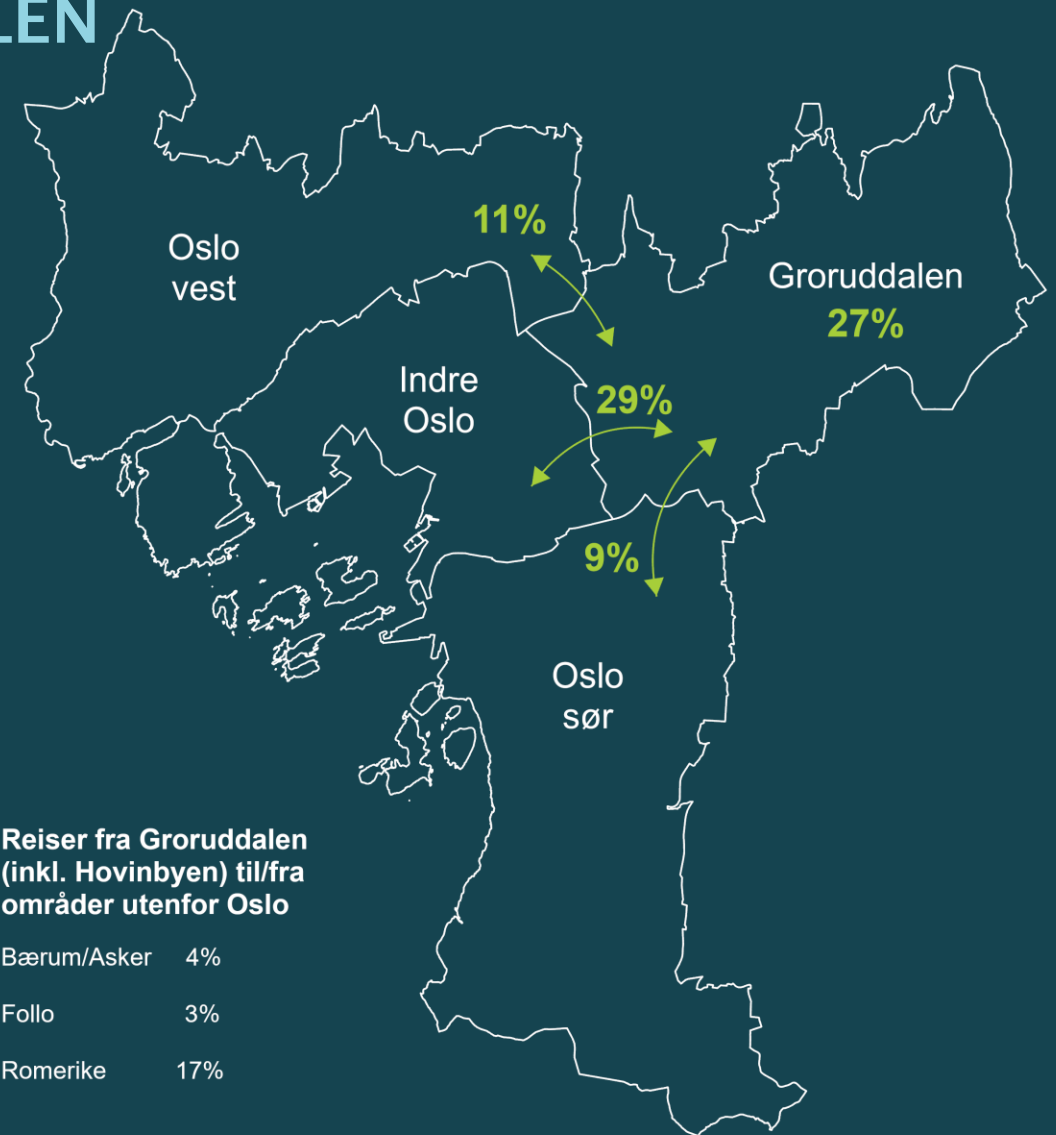 LEN
11%
Oslo
vest
Groruddalen
27%
Indre
Oslo
29%
9%
Oslo
sør
Reiser fra Groruddalen
(inkl. Hovinbyen) til/fra
områder utenfor Oslo
Bærum/Asker 4%
Follo 3%
Romerike 17%